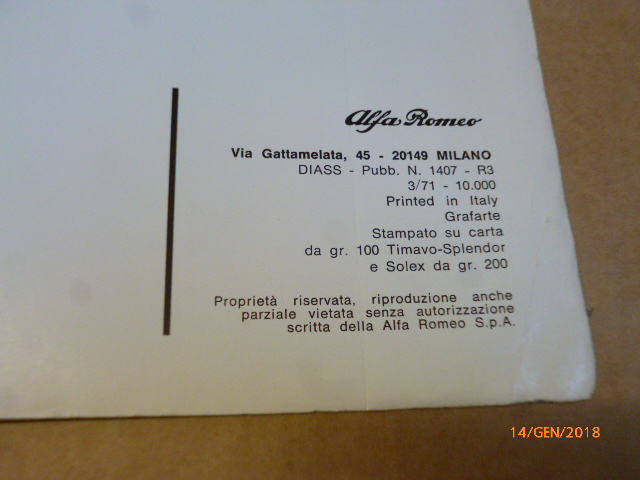 Alfa Romeo
Via Gattamelata, 45 - 20149 MILANO
DIASS - Pubb. N. 1407 - R3
3/71 - 10.000
Printed in Italy
Grafarte
Stampato su carta
da gr. 100 Timavo-Splendor
e Solex da gr. 200
Proprietà riservata, riproduzione anche
parziale vietata senza autorizzazione
scritta della Alfa Romeo S.p.A.
14/GEN/2018